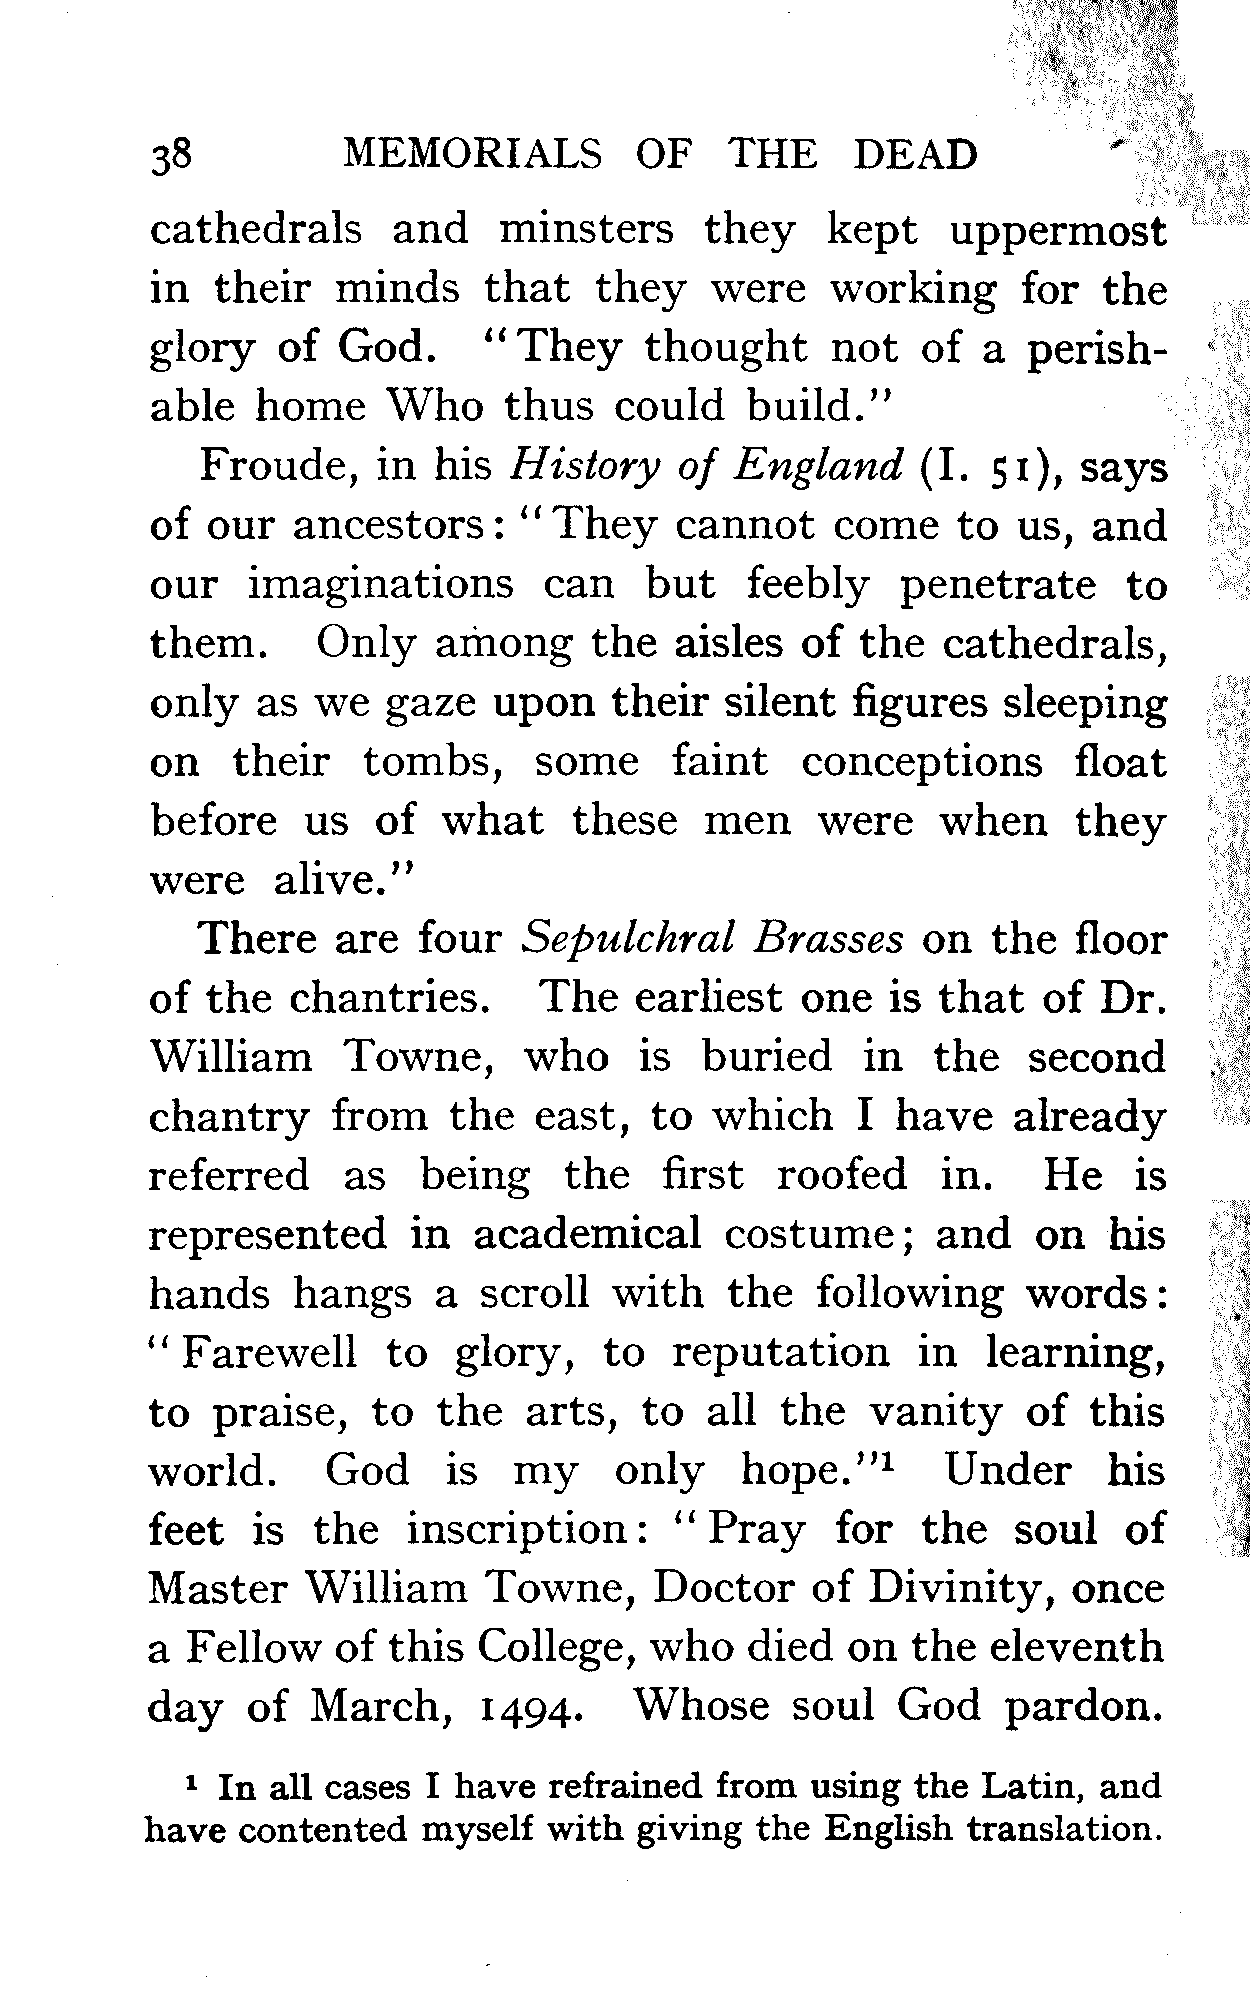 38 MEMORIALS OF THE DEAD
cathedrals and minsters they kept uppermost
in their minds that they were working for the
glory of God. "They thought not of a perish-
able home Who thus could build."
Froude, in his History of England (I. 51), says
of our ancestors: "They cannot come to us, and
our imaginations can but feebly penetrate to
them. Only among the aisles of the cathedrals,
only as we gaze upon their silent figures sleeping
on their tombs, some faint conceptions float
before us of what these men were when they
were alive."
There are four Sepulchral Brasses on the floor
of the chantries. The earliest one is that of Dr.
William Towne, who is buried in the second
chantry from the east, to which I have already
referred as being the first roofed in. He is
represented in academical costume; and on his
hands hangs a scroll with the following words:
"Farewell to glory, to reputation in learning,
to praise, to the arts, to all the vanity of this
world. God is my only hope."¹ Under his
feet is the inscription: "Pray for the soul of
Master William Towne, Doctor of Divinity, once
a Fellow of this College, who died on the eleventh
day of March, 1494. Whose soul God pardon.
¹ In all cases I have refrained from using the Latin, and
have contented myself with giving the English translation.